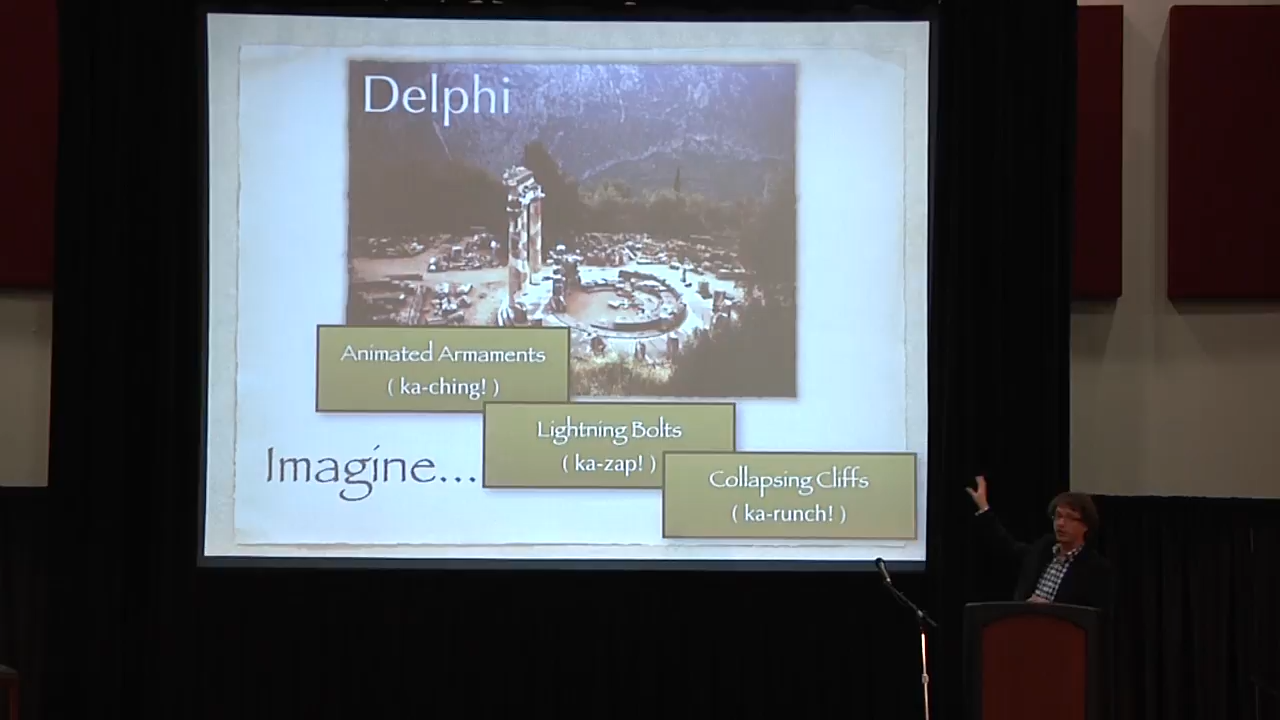 Delphi
Animated Armaments
( ka-ching! )
Lightning Bolts
( ka-zap! )
Imagine...
Collapsing Cliffs
( ka-runch! )